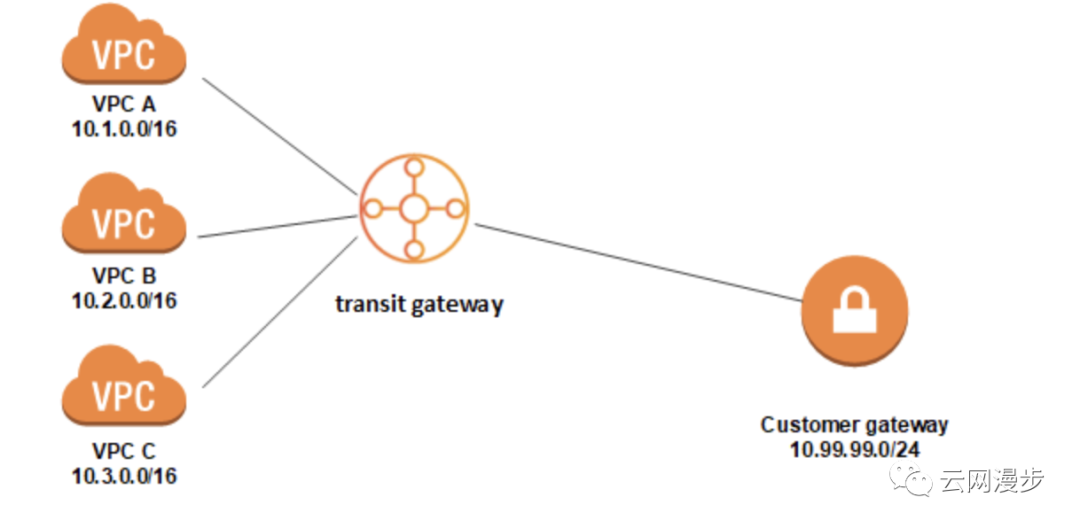 VPC
VPC A
10.1.0.0/16
VPC
VPC B
10.2.0.0/16
VPC
VPC C
10.3.0.0/16
transit gateway
Customer gateway
10.99.99.0/24
云网漫步